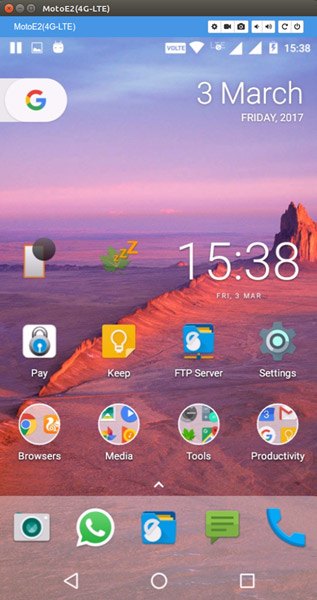 MotoE2(4G-LTE)
MotoE2(4G-LTE)
VOLTE 15:38
G 3 March
FRIDAY, 2017
zzZ 15:38
FRI, 3 MAR
Pay Keep FTP Server Settings
Browsers Media Tools Productivity